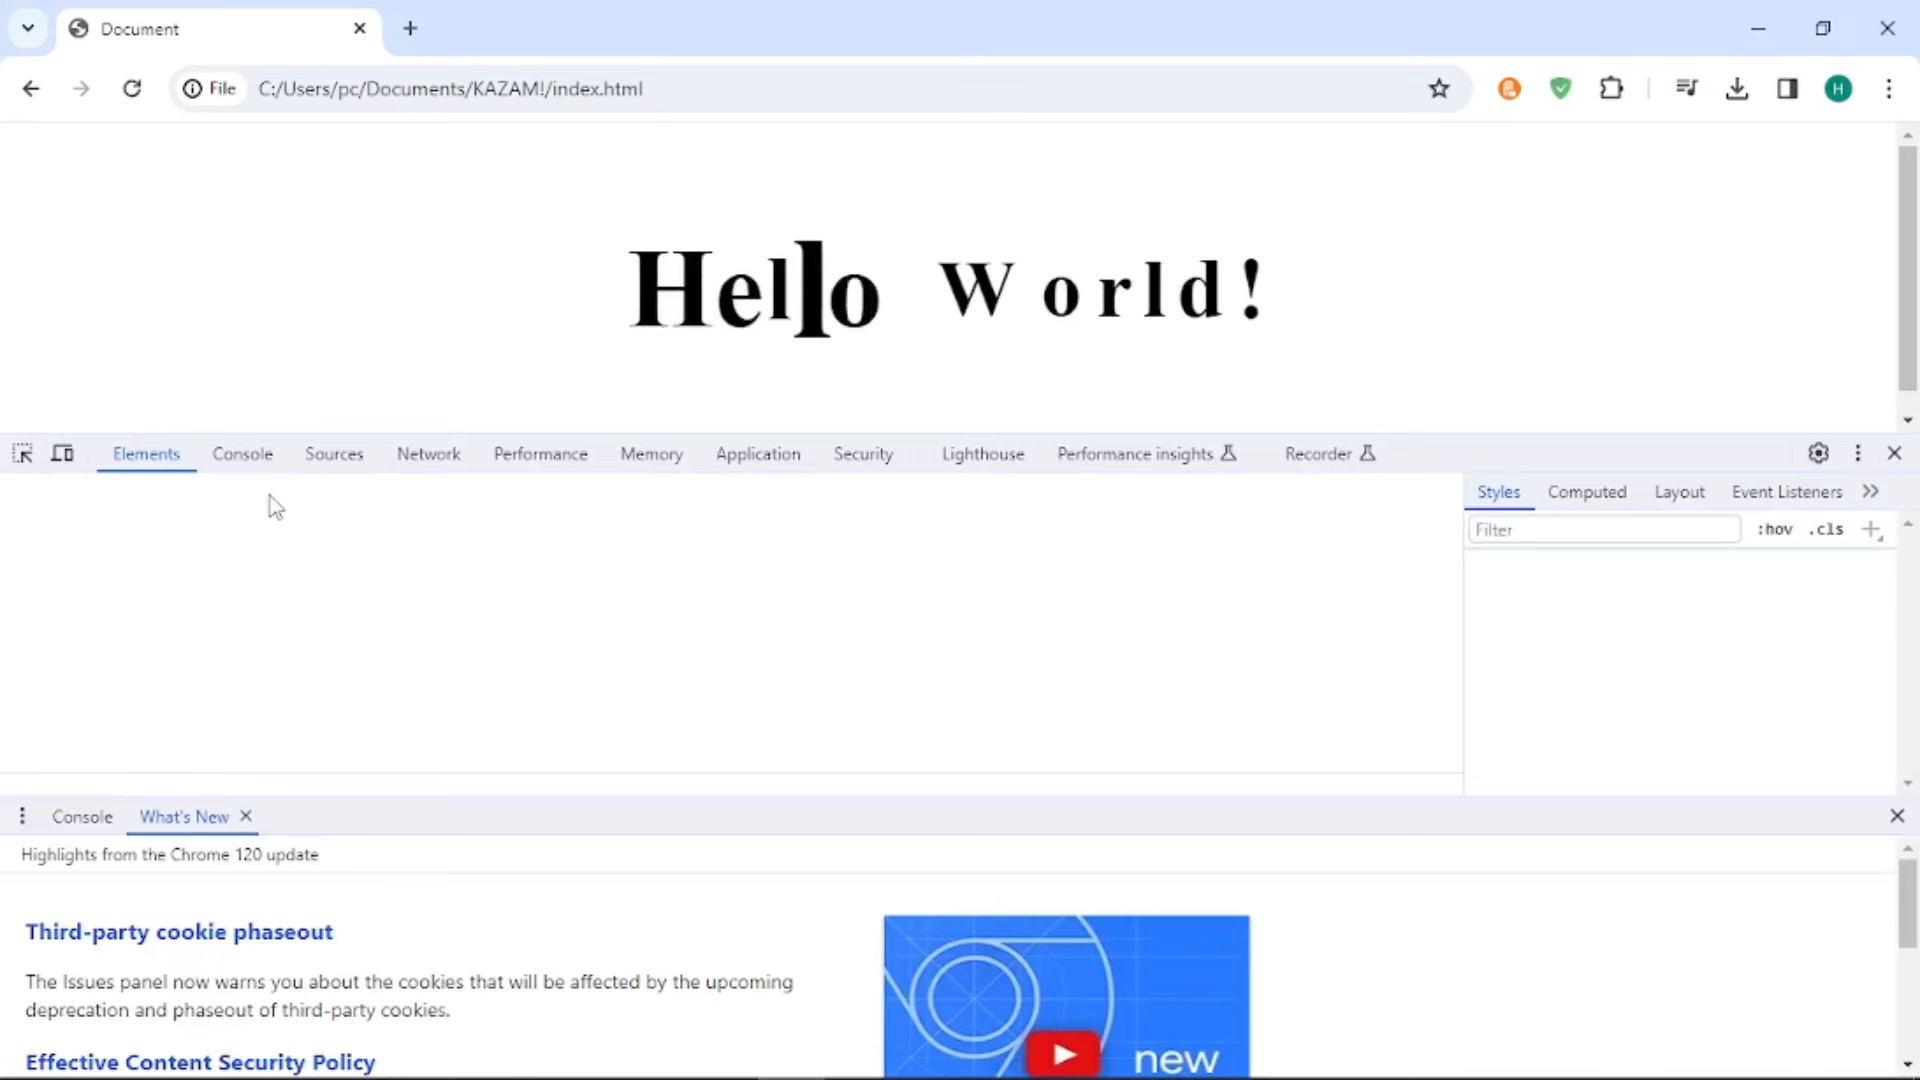 Document
File C:/Users/pc/Documents/KAZAM!/index.html
H
Hello World!
Elements Console Sources Network Performance Memory Application Security Lighthouse Performance insights Recorder
Styles Computed Layout Event Listeners
Filter :hov .cls
Console What's New
Highlights from the Chrome 120 update
Third-party cookie phaseout
The Issues panel now warns you about the cookies that will be affected by the upcoming
deprecation and phaseout of third-party cookies.
Effective Content Security Policy
new